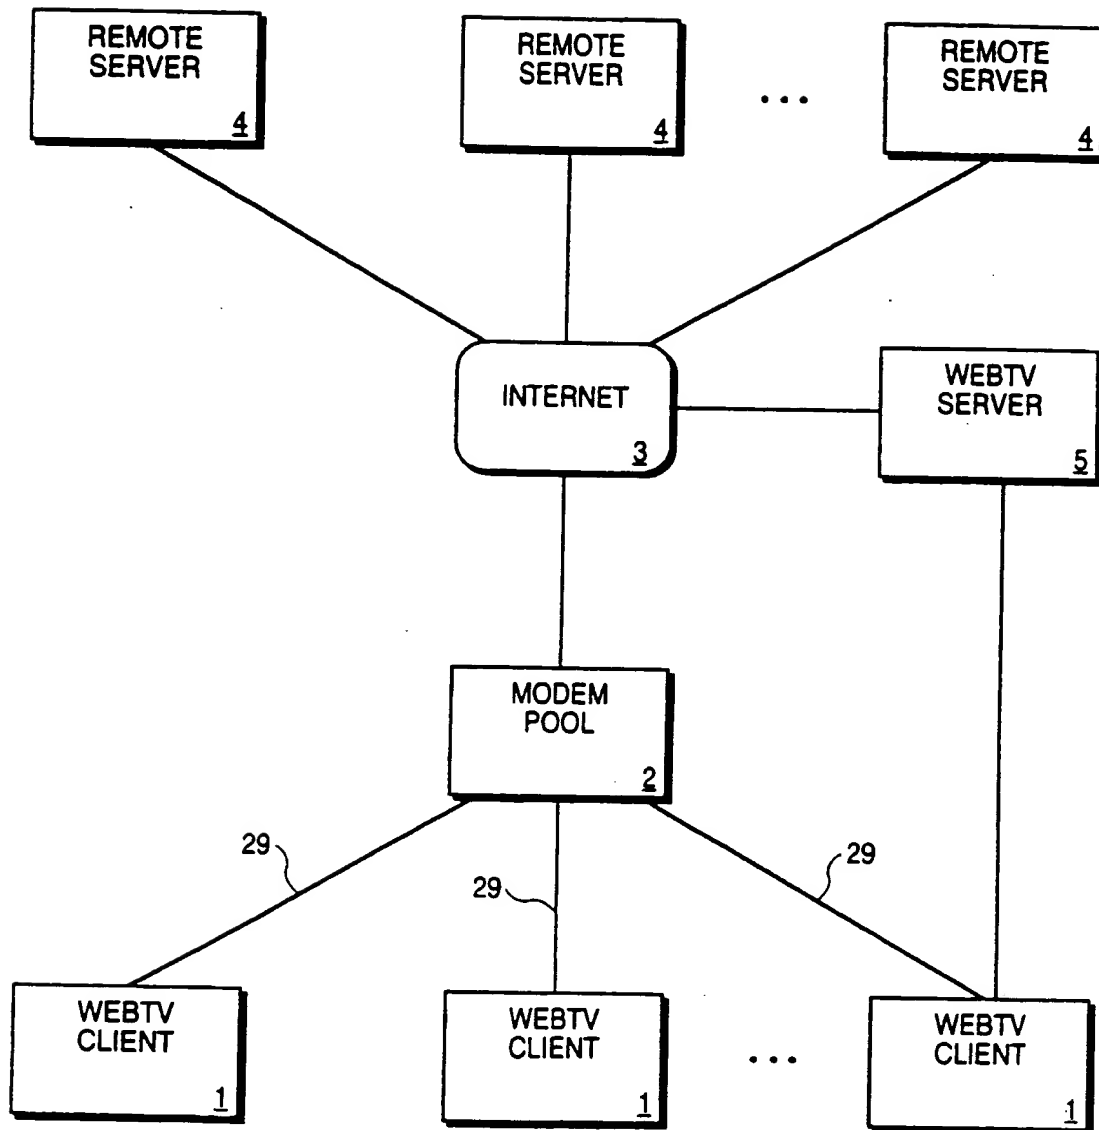 REMOTE
SERVER
4
REMOTE
SERVER
4
...
REMOTE
SERVER
4
INTERNET
3
WEBTV
SERVER
5
MODEM
POOL
2
29
29
29
WEBTV
CLIENT
1
WEBTV
CLIENT
1
...
WEBTV
CLIENT
1